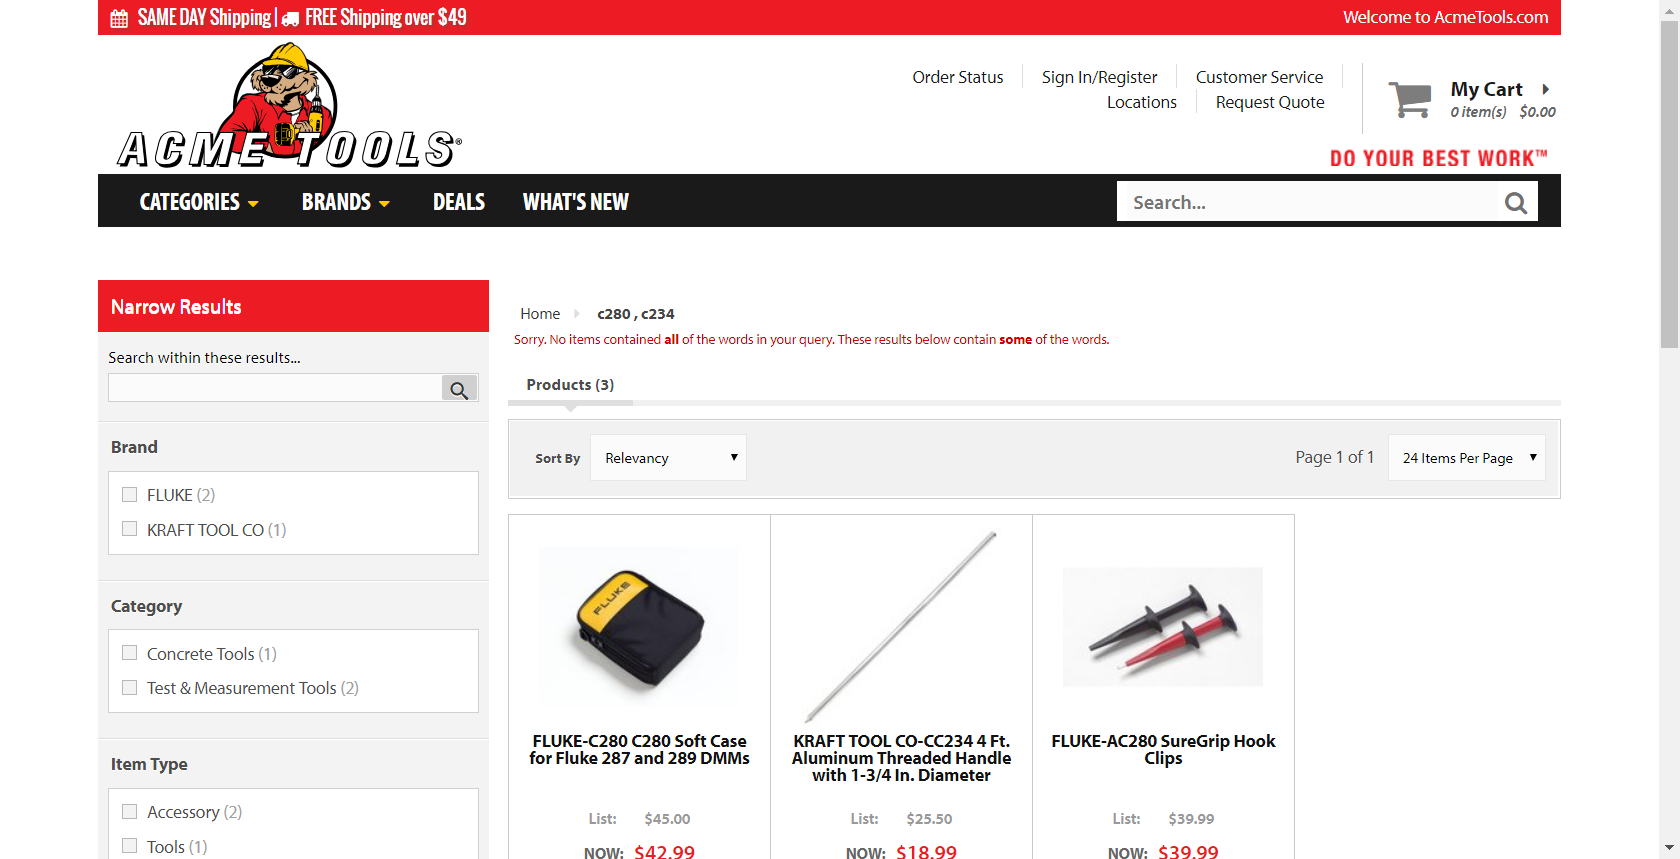 SAME DAY Shipping | FREE Shipping over $49
Welcome to AcmeTools.com
ACME TOOLS®
Order Status
Sign In/Register
Customer Service
Locations
Request Quote
My Cart
0 item(s) $0.00
DO YOUR BEST WORK™
CATEGORIES
BRANDS
DEALS
WHAT'S NEW
Search...
Narrow Results
Search within these results...
Brand
FLUKE (2)
KRAFT TOOL CO (1)
Category
Concrete Tools (1)
Test & Measurement Tools (2)
Item Type
Accessory (2)
Tools (1)
Home
c280 , c234
Sorry. No items contained all of the words in your query. These results below contain some of the words.
Products (3)
Sort By
Relevancy
Page 1 of 1
24 Items Per Page
FLUKE
FLUKE-C280 C280 Soft Case
for Fluke 287 and 289 DMMs
List: $45.00
NOW: $42.99
KRAFT TOOL CO-CC234 4 Ft.
Aluminum Threaded Handle
with 1-3/4 In. Diameter
List: $25.50
NOW: $18.99
FLUKE-AC280 SureGrip Hook
Clips
List: $39.99
NOW: $39.99